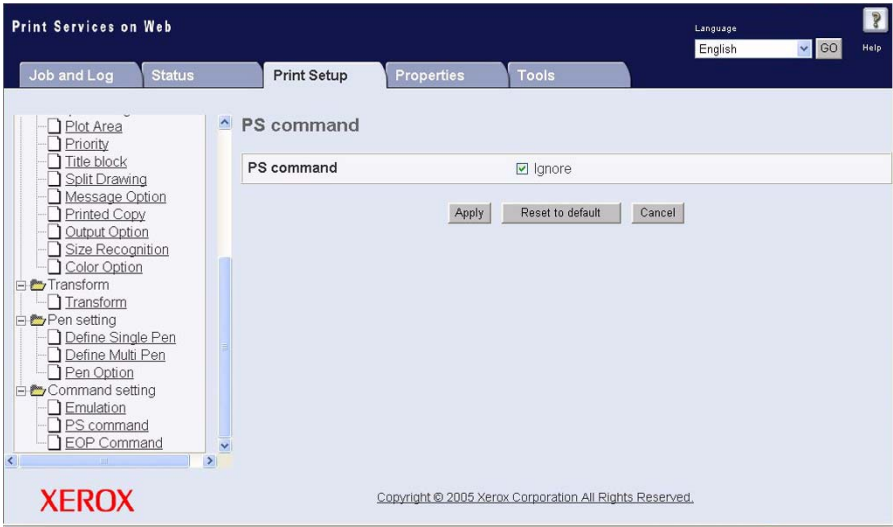 Print Services on Web
Language
English
GO
Help
Job and Log
Status
Print Setup
Properties
Tools
Plot Area
Priority
Title block
Split Drawing
Message Option
Printed Copy
Output Option
Size Recognition
Color Option
Transform
Transform
Pen setting
Define Single Pen
Define Multi Pen
Pen Option
Command setting
Emulation
PS command
EOP Command
PS command
PS command
Ignore
Apply
Reset to default
Cancel
XEROX
Copyright © 2005 Xerox Corporation All Rights Reserved.